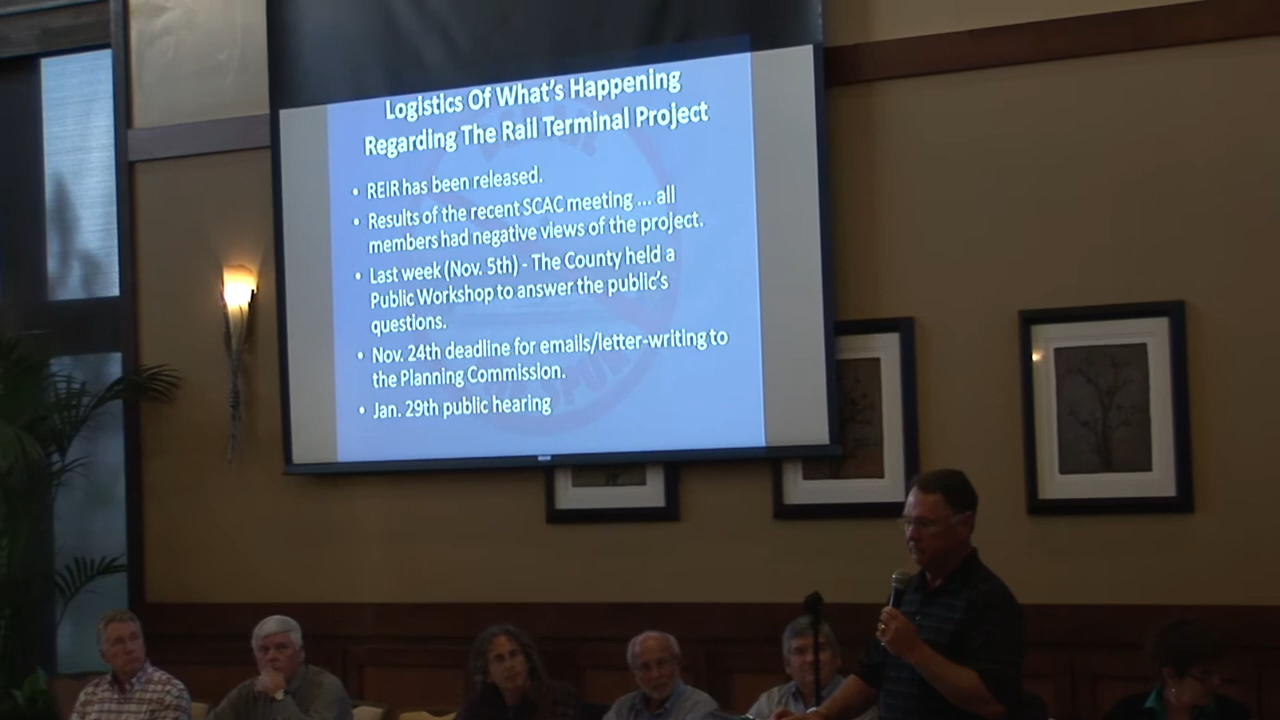 Logistics Of What's Happening
Regarding The Rail Terminal Project
• REIR has been released.
• Results of the recent SCAC meeting ... all
members had negative views of the project.
• Last week (Nov. 5th) - The County held a
Public Workshop to answer the public's
questions.
• Nov. 24th deadline for emails/letter-writing to
the Planning Commission.
• Jan. 29th public hearing